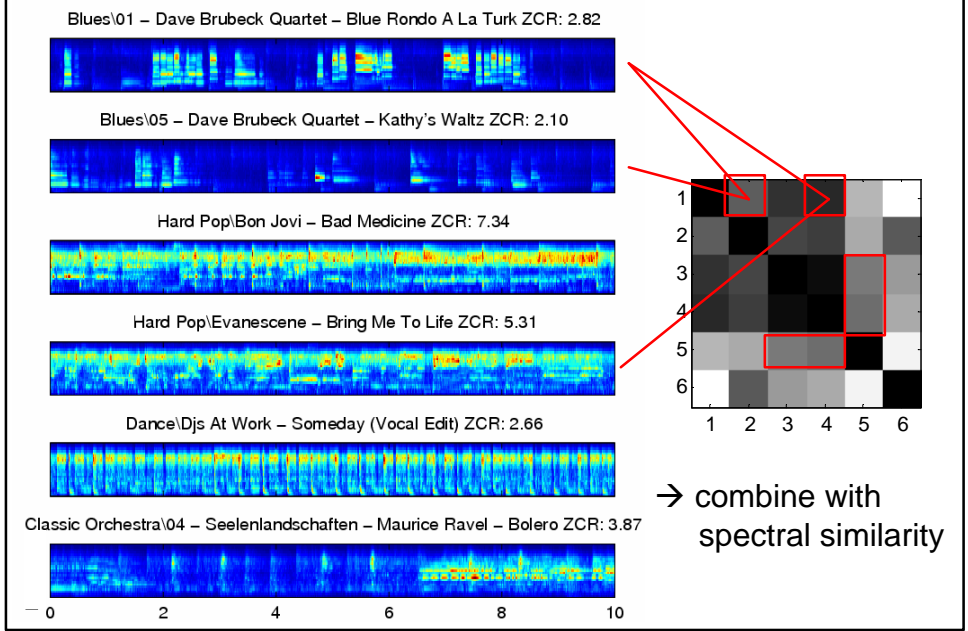 Blues\01 – Dave Brubeck Quartet – Blue Rondo A La Turk ZCR: 2.82
Blues\05 – Dave Brubeck Quartet – Kathy's Waltz ZCR: 2.10
Hard Pop\Bon Jovi – Bad Medicine ZCR: 7.34
Hard Pop\Evanescene – Bring Me To Life ZCR: 5.31
Dance\Djs At Work – Someday (Vocal Edit) ZCR: 2.66
Classic Orchestra\04 – Seelenlandschaften – Maurice Ravel – Bolero ZCR: 3.87
0 2 4 6 8 10
1
2
3
4
5
6
1 2 3 4 5 6
→ combine with
spectral similarity